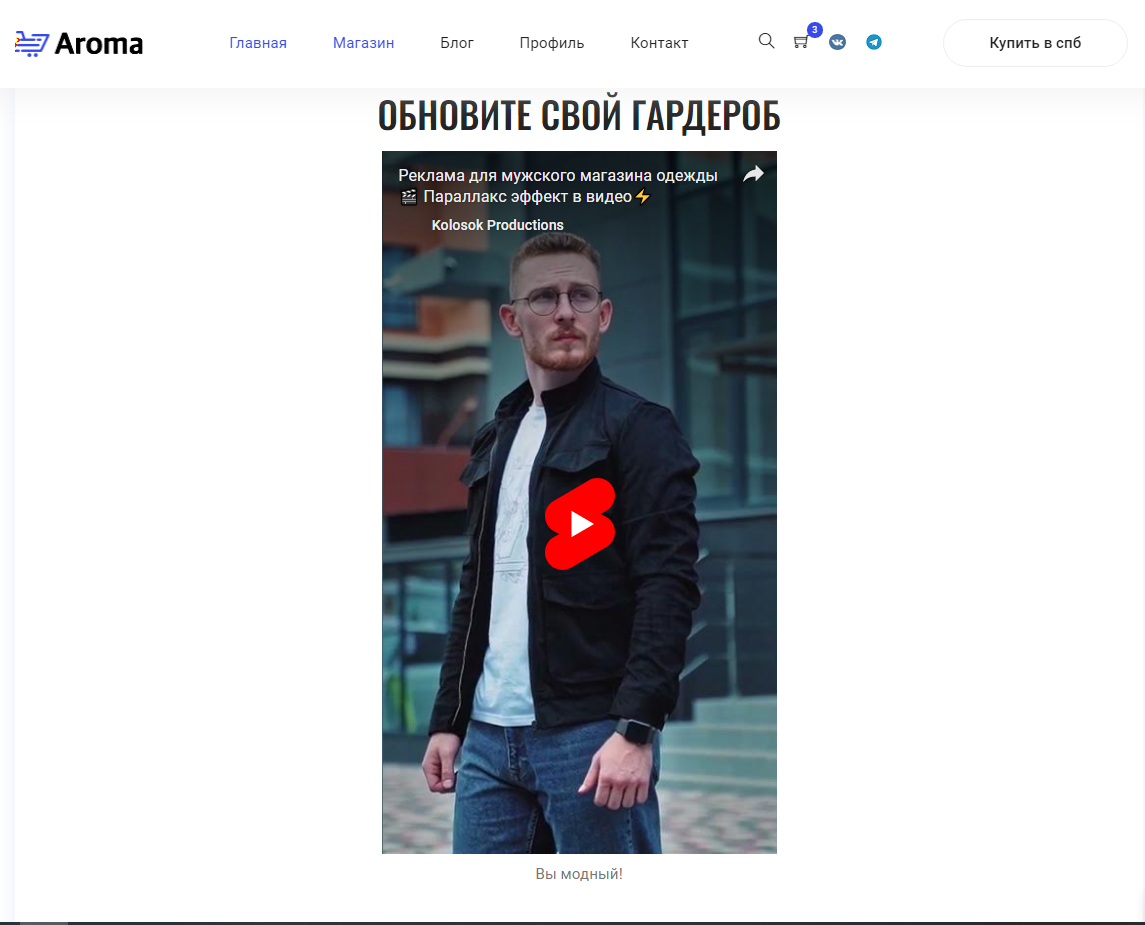 Aroma
Главная Магазин Блог Профиль Контакт 3 Купить в спб
ОБНОВИТЕ СВОЙ ГАРДЕРОБ
Реклама для мужского магазина одежды
🎬 Параллакс эффект в видео⚡
Kolosok Productions
Вы модный!